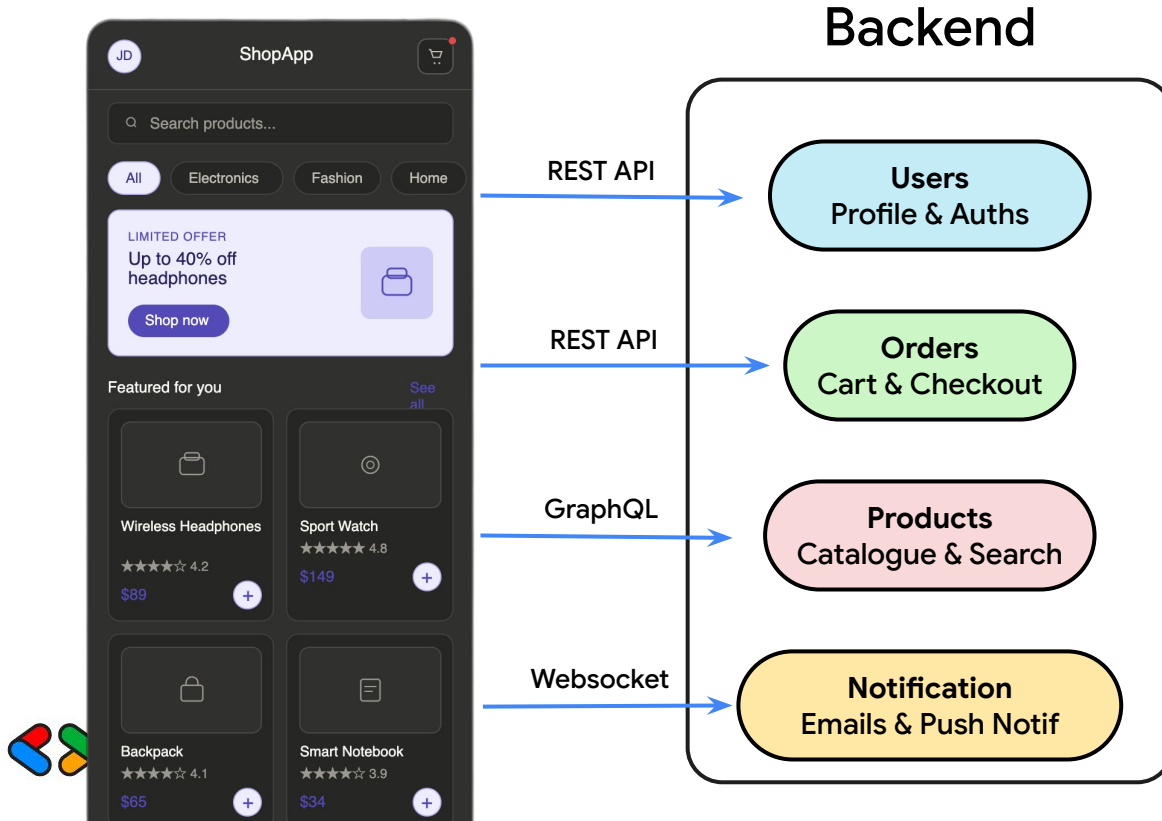 Backend
JD
ShopApp
Search products...
All
Electronics
Fashion
Home
LIMITED OFFER
Up to 40% off
headphones
Shop now
Featured for you
See
all
Wireless Headphones
★★★★☆ 4.2
$89
+
Sport Watch
★★★★★ 4.8
$149
+
Backpack
★★★★☆ 4.1
$65
+
Smart Notebook
★★★★☆ 3.9
$34
+
REST API
Users
Profile & Auths
REST API
Orders
Cart & Checkout
GraphQL
Products
Catalogue & Search
Websocket
Notification
Emails & Push Notif